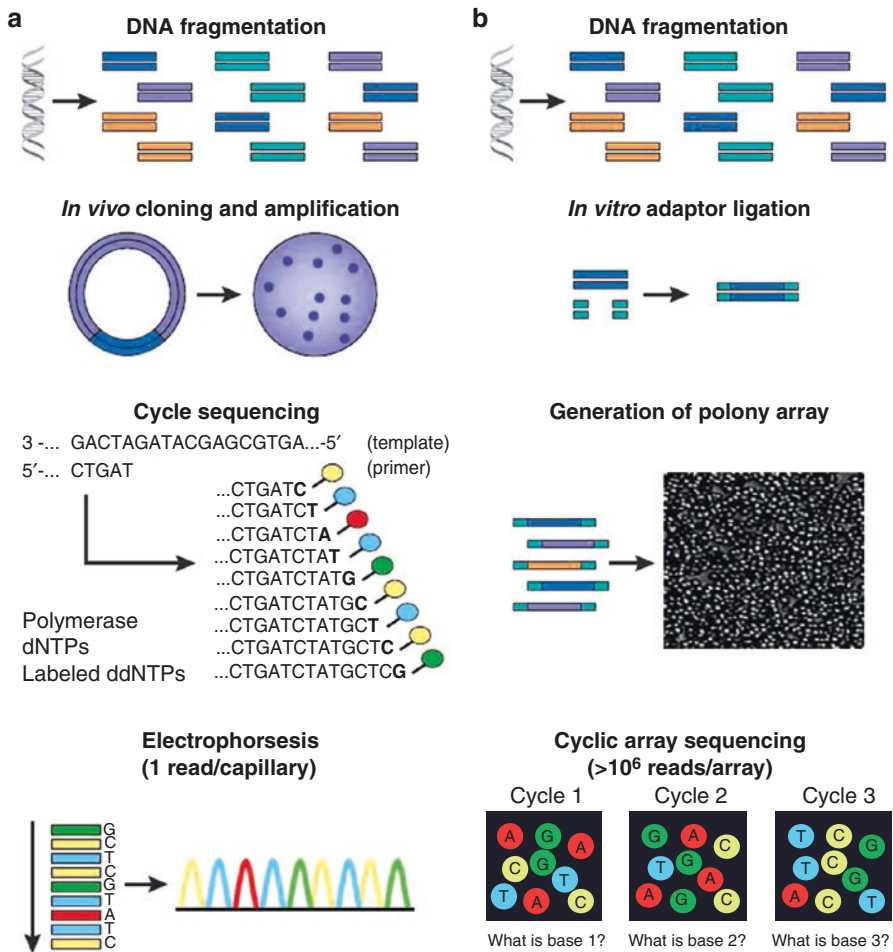 a
DNA fragmentation
In vivo cloning and amplification
Cycle sequencing
3 -... GACTAGATACGAGCGTGA...-5′ (template)
5′-... CTGAT (primer)
...CTGATC
...CTGATCT
...CTGATCTA
...CTGATCTAT
...CTGATCTATG
...CTGATCTATGC
...CTGATCTATGCT
...CTGATCTATGCTC
...CTGATCTATGCTCG
Polymerase
dNTPs
Labeled ddNTPs
Electrophorsesis
(1 read/capillary)
G
C
T
C
G
T
A
T
C
b
DNA fragmentation
In vitro adaptor ligation
Generation of polony array
Cyclic array sequencing
(>10⁶ reads/array)
Cycle 1
A G A
C G T
T A C
What is base 1?
Cycle 2
G A C
T G A
A G C
What is base 2?
Cycle 3
T C G
T C G
A C T
What is base 3?